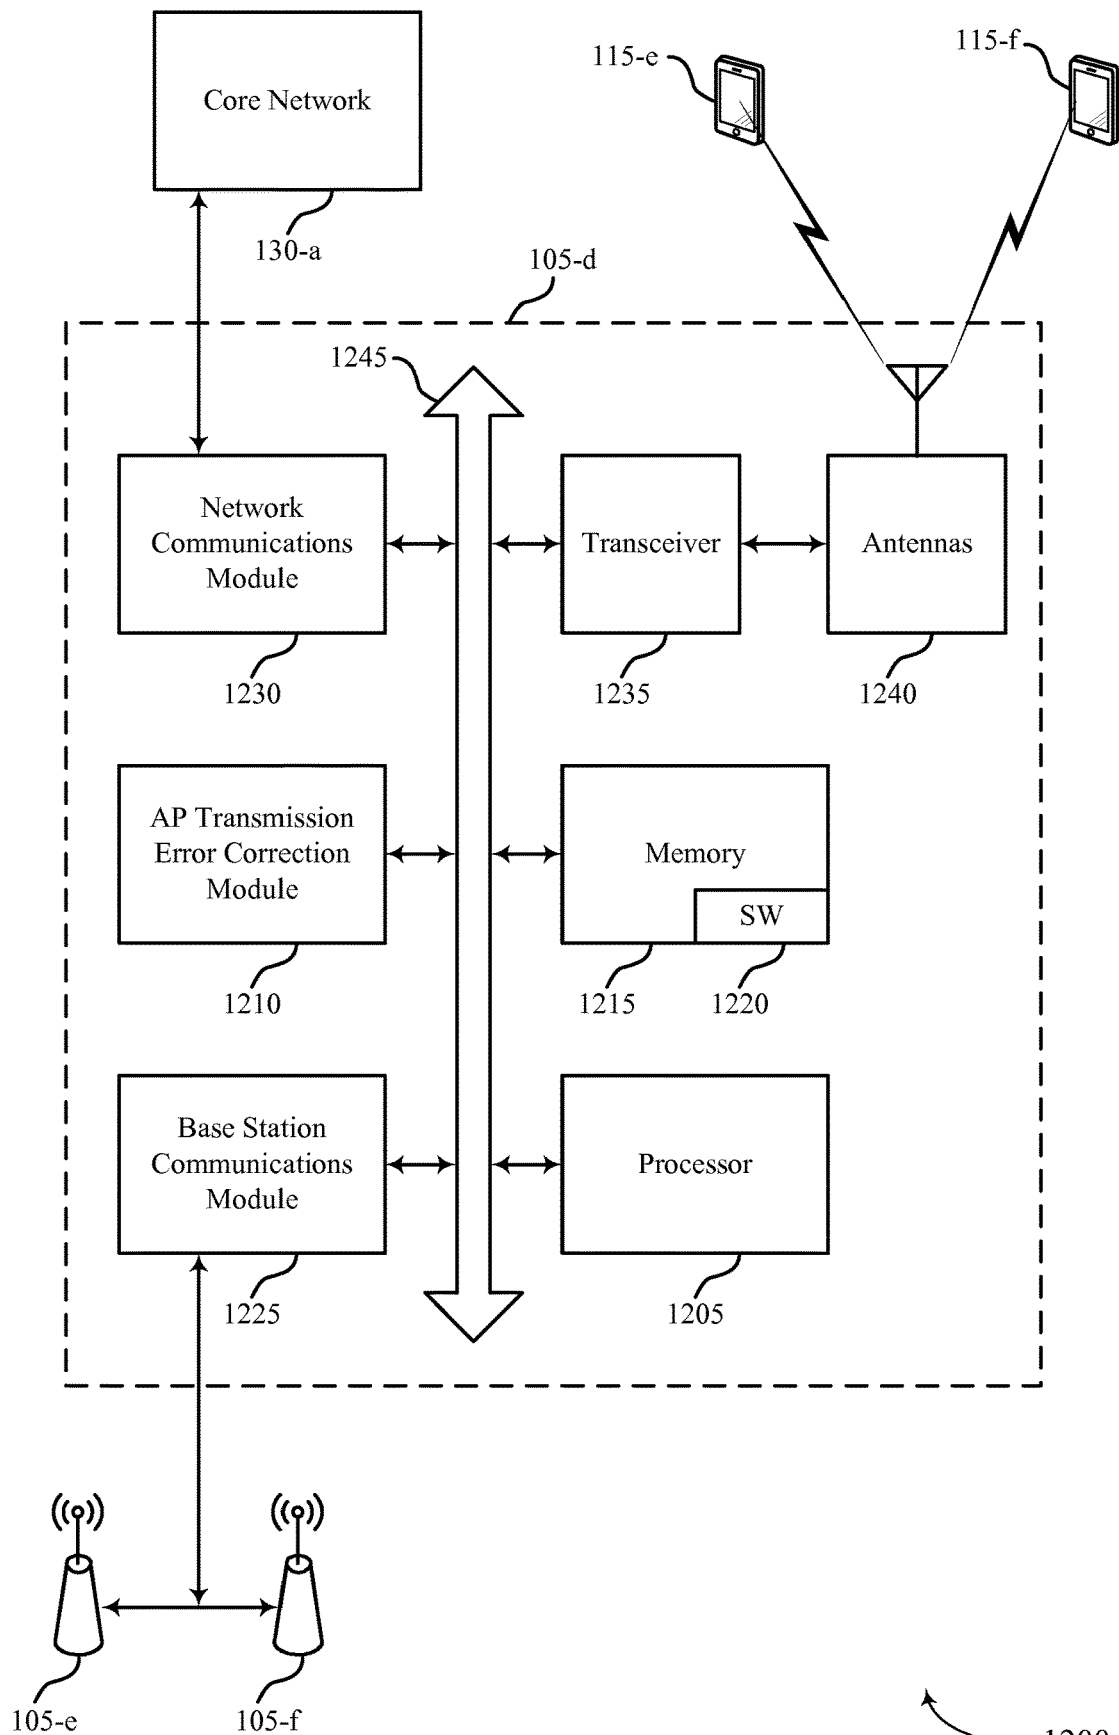 115-e
115-f
Core Network
130-a
105-d
1245
Network
Communications
Module
Transceiver
Antennas
1230
1235
1240
AP Transmission
Error Correction
Module
Memory
SW
1210
1215
1220
Base Station
Communications
Module
Processor
1225
1205
105-e
105-f
1200